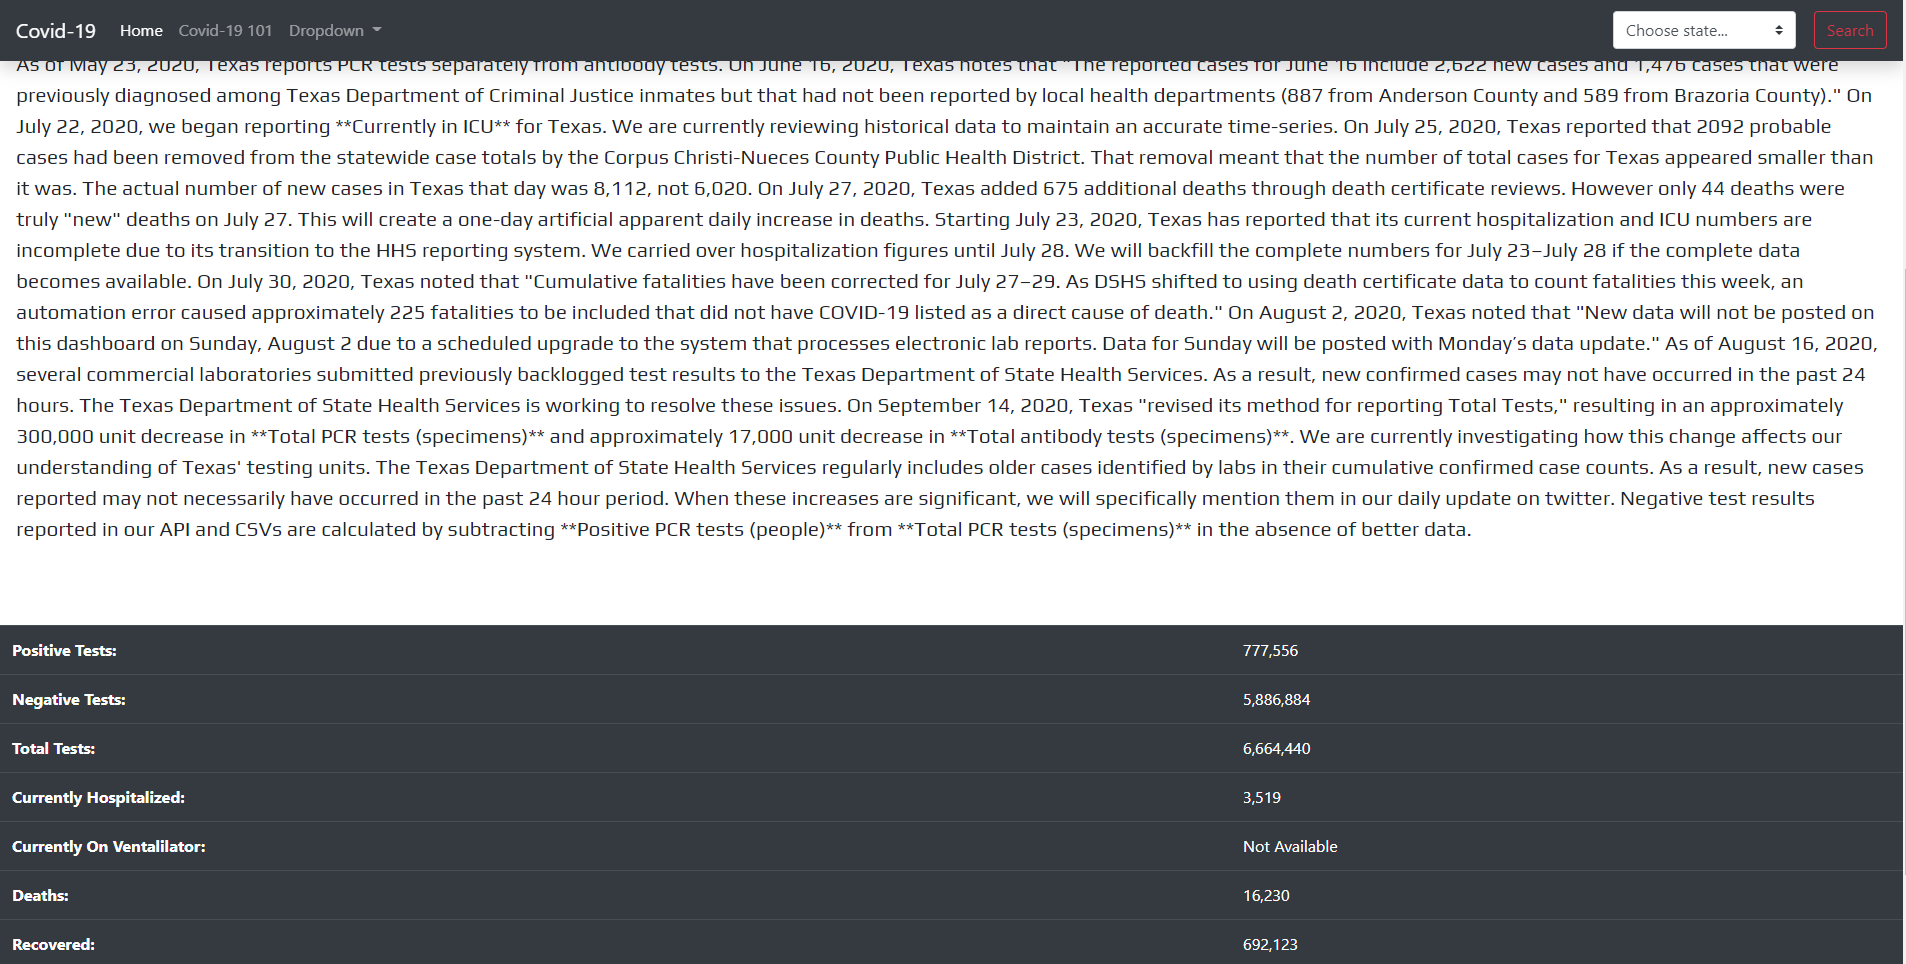 Covid-19 Home Covid-19 101 Dropdown Choose state... Search
As of May 23, 2020, Texas reports PCR tests separately from antibody tests. On June 16, 2020, Texas notes that "The reported cases for June 16 include 2,622 new cases and 1,476 cases that were
previously diagnosed among Texas Department of Criminal Justice inmates but that had not been reported by local health departments (887 from Anderson County and 589 from Brazoria County)." On
July 22, 2020, we began reporting **Currently in ICU** for Texas. We are currently reviewing historical data to maintain an accurate time-series. On July 25, 2020, Texas reported that 2092 probable
cases had been removed from the statewide case totals by the Corpus Christi-Nueces County Public Health District. That removal meant that the number of total cases for Texas appeared smaller than
it was. The actual number of new cases in Texas that day was 8,112, not 6,020. On July 27, 2020, Texas added 675 additional deaths through death certificate reviews. However only 44 deaths were
truly "new" deaths on July 27. This will create a one-day artificial apparent daily increase in deaths. Starting July 23, 2020, Texas has reported that its current hospitalization and ICU numbers are
incomplete due to its transition to the HHS reporting system. We carried over hospitalization figures until July 28. We will backfill the complete numbers for July 23–July 28 if the complete data
becomes available. On July 30, 2020, Texas noted that "Cumulative fatalities have been corrected for July 27–29. As DSHS shifted to using death certificate data to count fatalities this week, an
automation error caused approximately 225 fatalities to be included that did not have COVID-19 listed as a direct cause of death." On August 2, 2020, Texas noted that "New data will not be posted on
this dashboard on Sunday, August 2 due to a scheduled upgrade to the system that processes electronic lab reports. Data for Sunday will be posted with Monday’s data update." As of August 16, 2020,
several commercial laboratories submitted previously backlogged test results to the Texas Department of State Health Services. As a result, new confirmed cases may not have occurred in the past 24
hours. The Texas Department of State Health Services is working to resolve these issues. On September 14, 2020, Texas "revised its method for reporting Total Tests," resulting in an approximately
300,000 unit decrease in **Total PCR tests (specimens)** and approximately 17,000 unit decrease in **Total antibody tests (specimens)**. We are currently investigating how this change affects our
understanding of Texas' testing units. The Texas Department of State Health Services regularly includes older cases identified by labs in their cumulative confirmed case counts. As a result, new cases
reported may not necessarily have occurred in the past 24 hour period. When these increases are significant, we will specifically mention them in our daily update on twitter. Negative test results
reported in our API and CSVs are calculated by subtracting **Positive PCR tests (people)** from **Total PCR tests (specimens)** in the absence of better data.
Positive Tests: 777,556
Negative Tests: 5,886,884
Total Tests: 6,664,440
Currently Hospitalized: 3,519
Currently On Ventalilator: Not Available
Deaths: 16,230
Recovered: 692,123